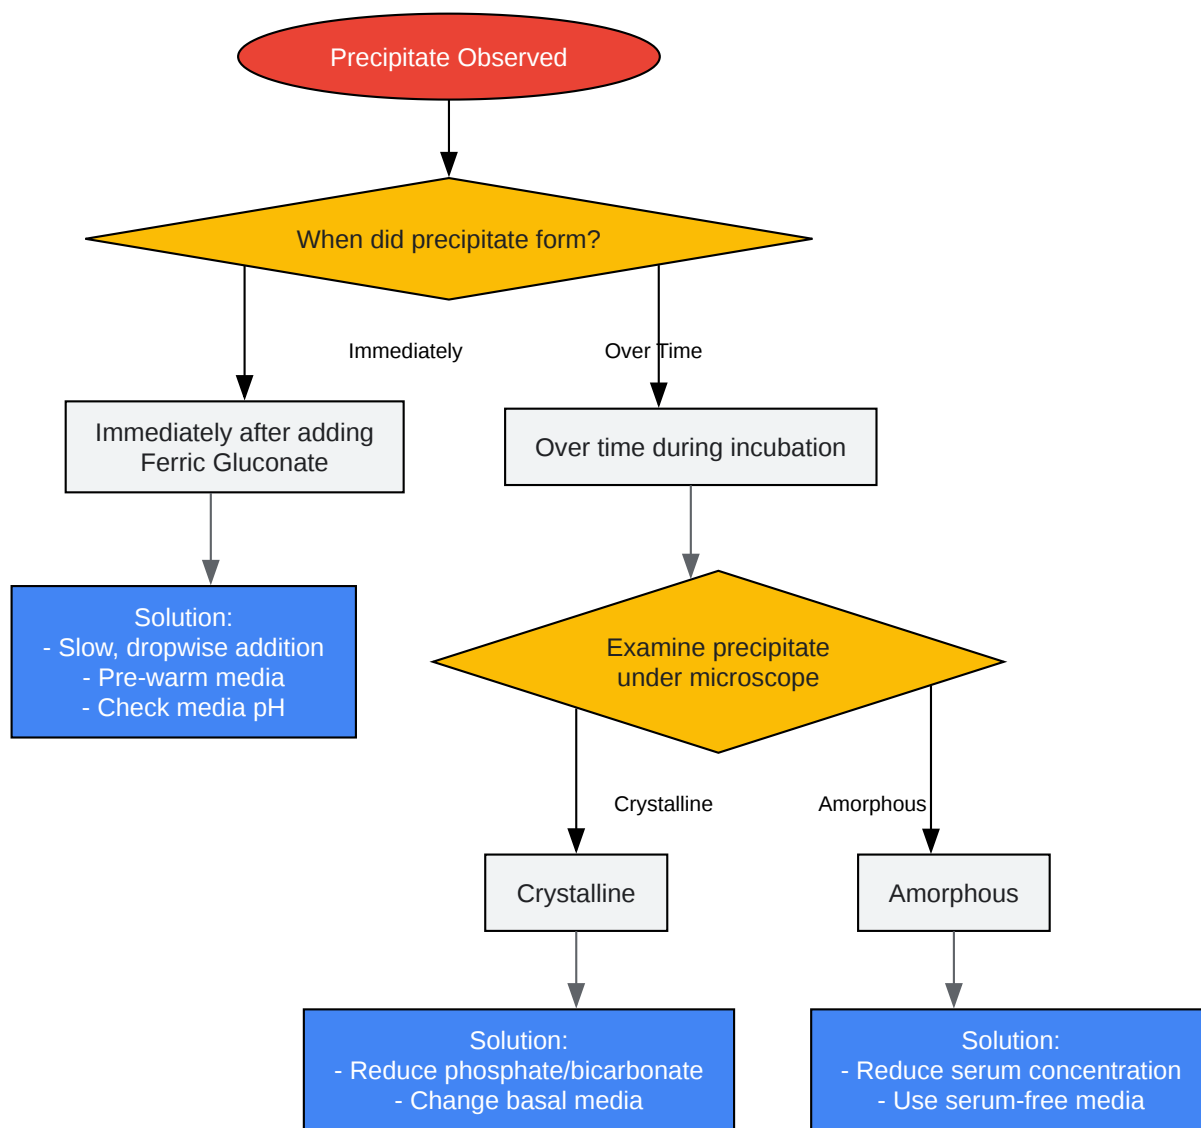 Precipitate Observed
When did precipitate form?
Immediately
Over Time
Immediately after adding
Ferric Gluconate
Over time during incubation
Solution:
- Slow, dropwise addition
- Pre-warm media
- Check media pH
Examine precipitate
under microscope
Crystalline
Amorphous
Crystalline
Amorphous
Solution:
- Reduce phosphate/bicarbonate
- Change basal media
Solution:
- Reduce serum concentration
- Use serum-free media